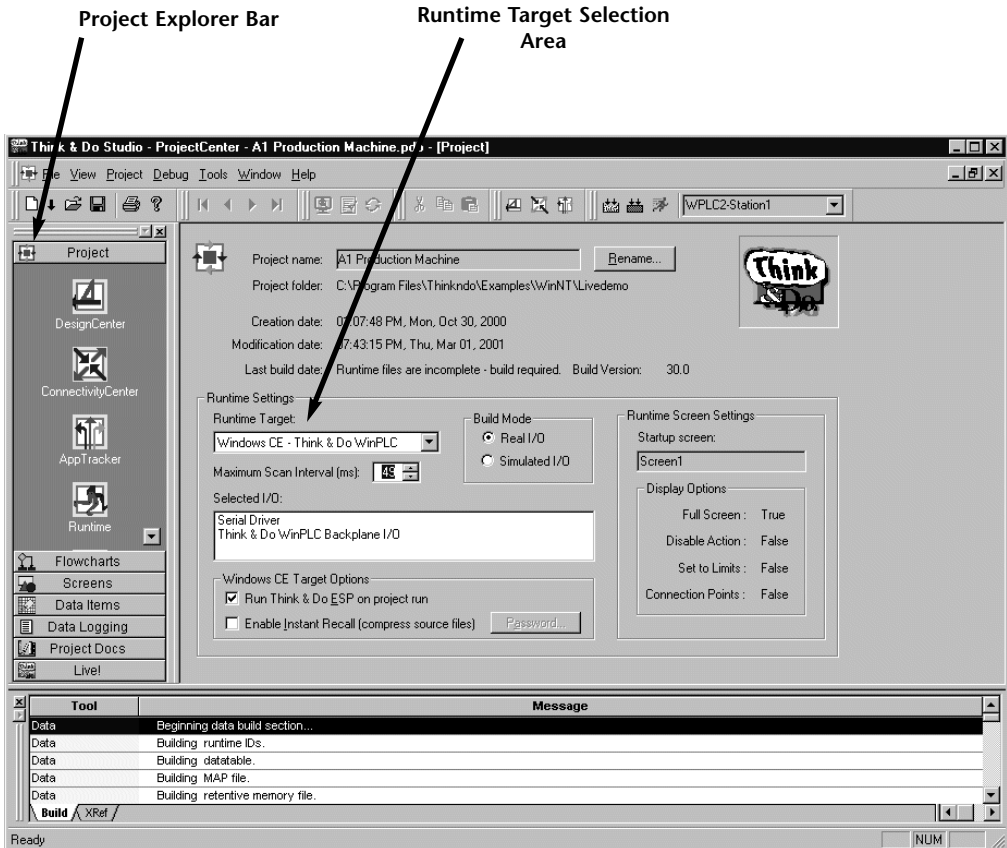 Project Explorer Bar
Runtime Target Selection
Area
Think & Do Studio - ProjectCenter - A1 Production Machine.pdb - [Project]
File View Project Debug Tools Window Help
WPLC2-Station1
Project
DesignCenter
ConnectivityCenter
AppTracker
Runtime
Flowcharts
Screens
Data Items
Data Logging
Project Docs
Live!
Project name: A1 Production Machine Rename...
Project folder: C:\Program Files\Thinkndo\Examples\WinNT\Livedemo
Creation date: :07:48 PM, Mon, Oct 30, 2000
Modification date: 07:43:15 PM, Thu, Mar 01, 2001
Last build date: Runtime files are incomplete - build required. Build Version: 30.0
Think
& Do
Runtime Settings
Runtime Target:
Windows CE - Think & Do WinPLC
Maximum Scan Interval (ms): 49
Selected I/O:
Serial Driver
Think & Do WinPLC Backplane I/O
Build Mode
Real I/O
Simulated I/O
Windows CE Target Options
Run Think & Do ESP on project run
Enable Instant Recall (compress source files) Password...
Runtime Screen Settings
Startup screen:
Screen1
Display Options
Full Screen : True
Disable Action : False
Set to Limits : False
Connection Points : False
Tool Message
Data Beginning data build section...
Data Building runtime IDs.
Data Building datatable.
Data Building MAP file.
Data Building retentive memory file.
Build XRef
Ready NUM